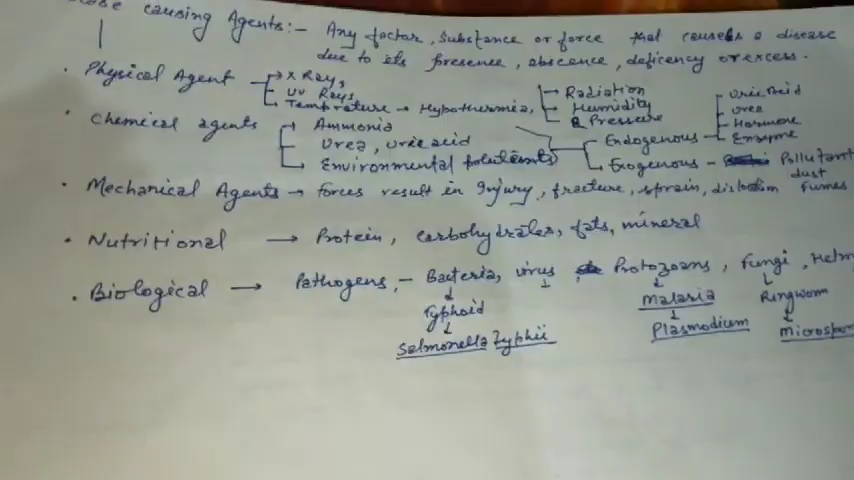 causing Agents:- Any factor, Substance or force that causes a disease
due to its presence, abscence, deficency or excess.
• Physical Agent → X Rays,
UV Rays
Temprature → Hypothermia,
Radiation
Humidity
Pressure
• Chemical agents
Ammonia
Urea, uric acid
Environmental
Endogenous
Uric Acid
Urea
Hormone
Enzyme
Exogenous - Pollutant
dust
Fumes
• Mechanical Agents → forces result in Injury, fracture, sprain,
• Nutritional → Protein, carbohydrates, fats, mineral
• Biological → Pathogens, - Bacteria, virus, Protozoans, Fungi, Helm
Typhoid
Salmonella Typhii
Malaria
Plasmodium
Ringworm
Microspo